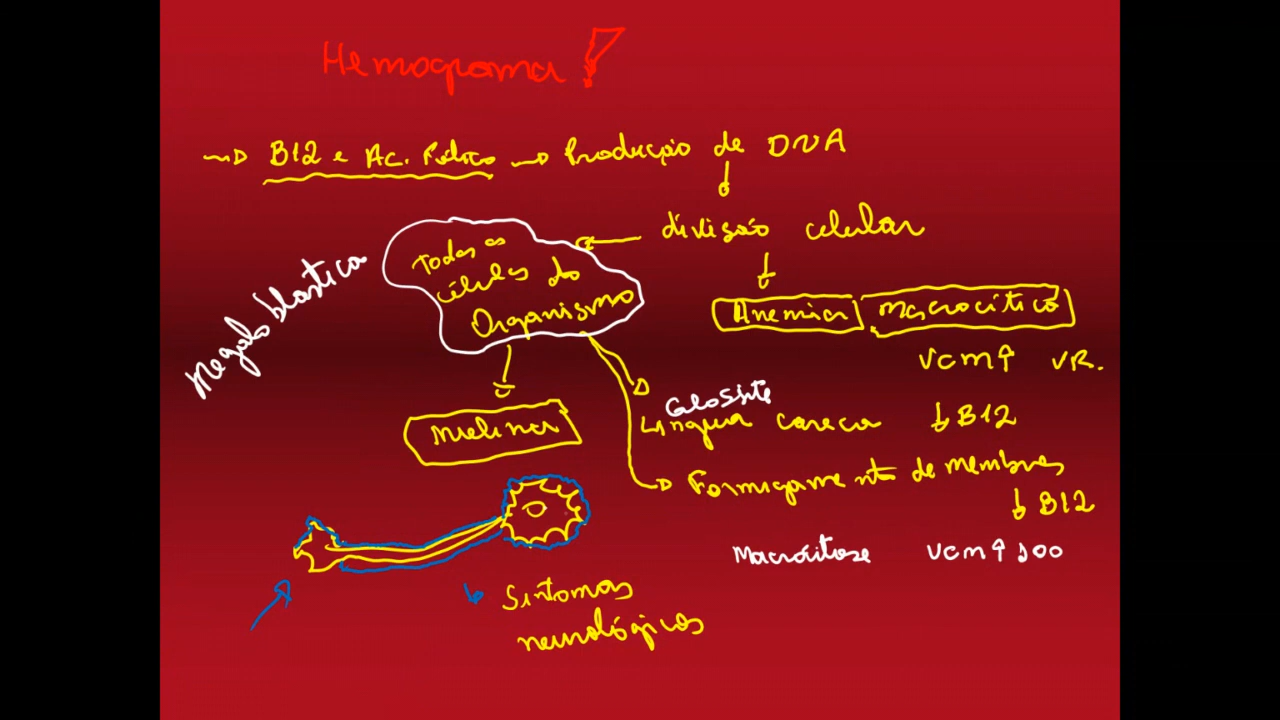 Hemograma!
B12 e Ac. Fólico → Produção de DNA
divisão celular
Todas as
células do
Organismo
Megaloblástica
Anemia Macrocítica
VCM↑ VR.
Glossite
Língua careca ↓B12
Mielina
Formigamento de membros
↓B12
Macrocitose VCM↑ 100
↳ Sintomas
neurológicos